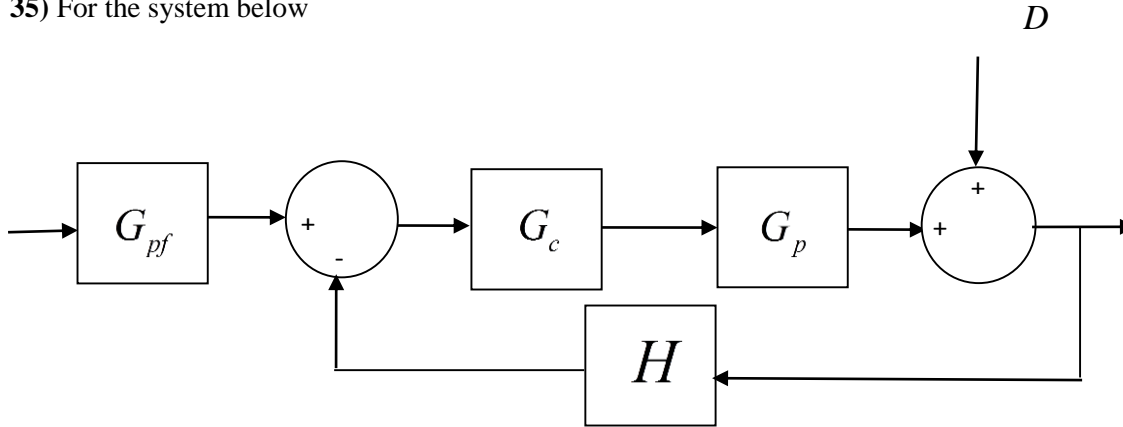 35) For the system below
D
+
G_pf
+
-
G_c
G_p
+
H